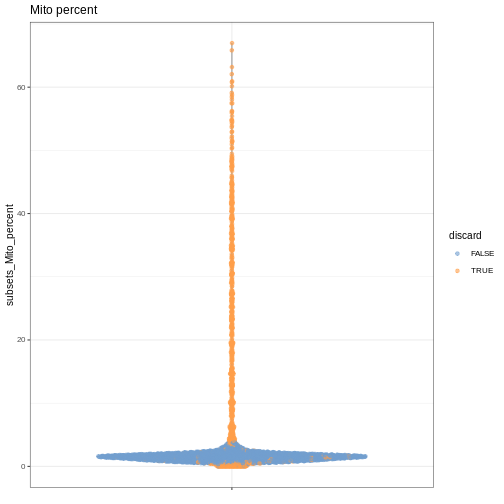 Mito percent
subsets_Mito_percent
60
40
20
0
discard
FALSE
TRUE